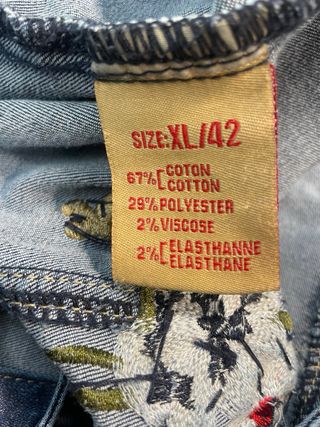 SIZE:XL/42
67%[COTON
COTTON
29%POLYESTER
2%VISCOSE
2%[ELASTHANNE
ELASTHANE